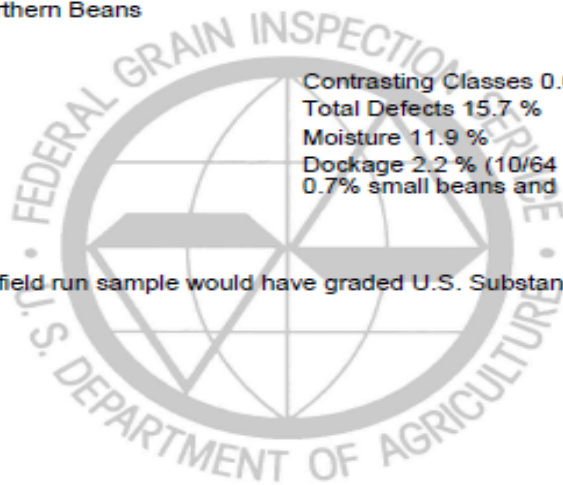 rthern Beans
Contrasting Classes 0.0
Total Defects 15.7 %
Moisture 11.9 %
Dockage 2.2 % (10/64
0.7% small beans and
field run sample would have graded U.S. Substan
FEDERAL GRAIN INSPECTION SERVICE
U. S. DEPARTMENT OF AGRICULTURE